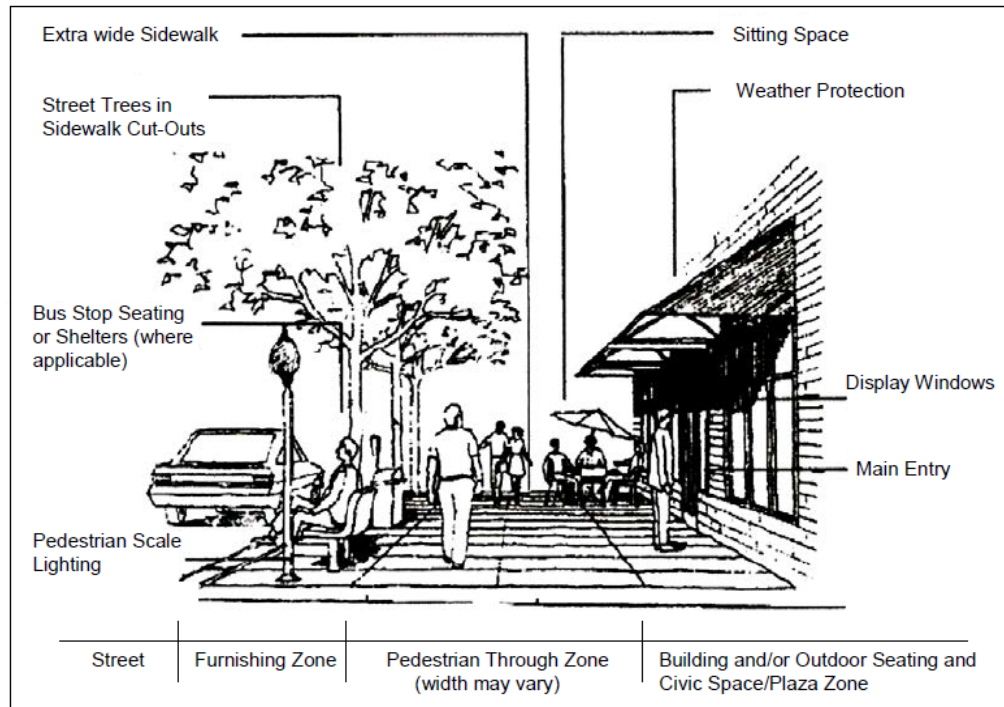 Extra wide Sidewalk
Sitting Space
Street Trees in
Sidewalk Cut-Outs
Weather Protection
Bus Stop Seating
or Shelters (where
applicable)
Display Windows
Main Entry
Pedestrian Scale
Lighting
Street
Furnishing Zone
Pedestrian Through Zone
(width may vary)
Building and/or Outdoor Seating and
Civic Space/Plaza Zone